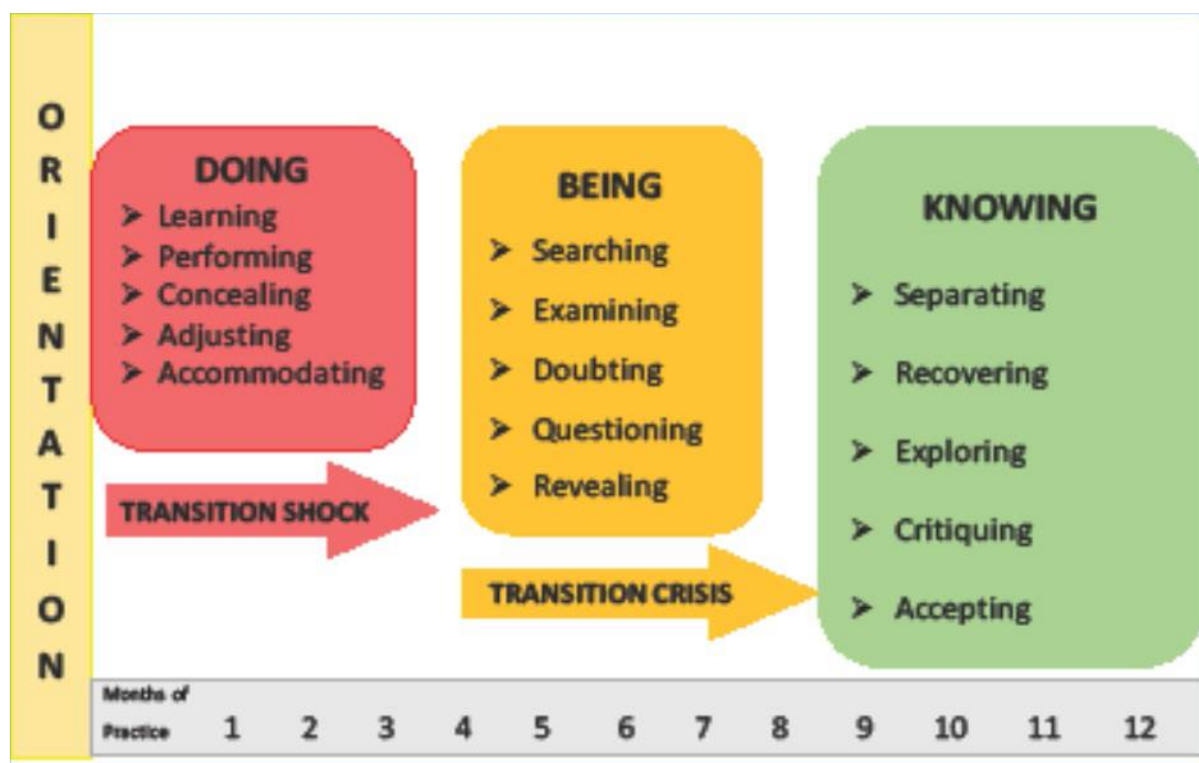 ORIENTATION
DOING
➢ Learning
➢ Performing
➢ Concealing
➢ Adjusting
➢ Accommodating
TRANSITION SHOCK
BEING
➢ Searching
➢ Examining
➢ Doubting
➢ Questioning
➢ Revealing
TRANSITION CRISIS
KNOWING
➢ Separating
➢ Recovering
➢ Exploring
➢ Critiquing
➢ Accepting
Months of
Practice 1 2 3 4 5 6 7 8 9 10 11 12